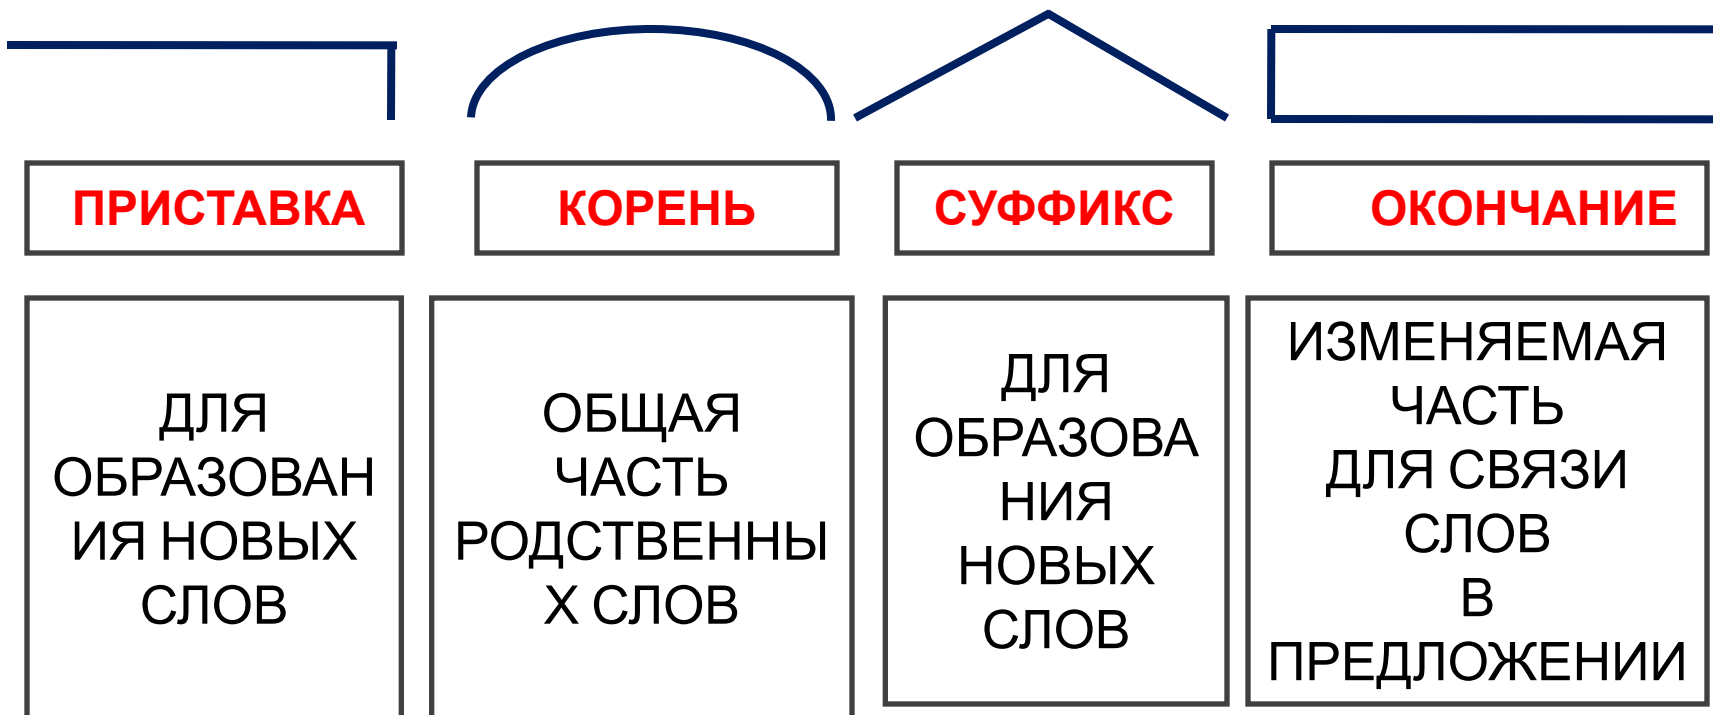 ПРИСТАВКА
КОРЕНЬ
СУФФИКС
ОКОНЧАНИЕ
ДЛЯ
ОБРАЗОВАН
ИЯ НОВЫХ
СЛОВ
ОБЩАЯ
ЧАСТЬ
РОДСТВЕННЫ
Х СЛОВ
ДЛЯ
ОБРАЗОВА
НИЯ
НОВЫХ
СЛОВ
ИЗМЕНЯЕМАЯ
ЧАСТЬ
ДЛЯ СВЯЗИ
СЛОВ
В
ПРЕДЛОЖЕНИИ